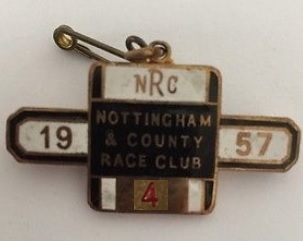 NRC
NOTTINGHAM
19 & COUNTY 57
RACE CLUB
4